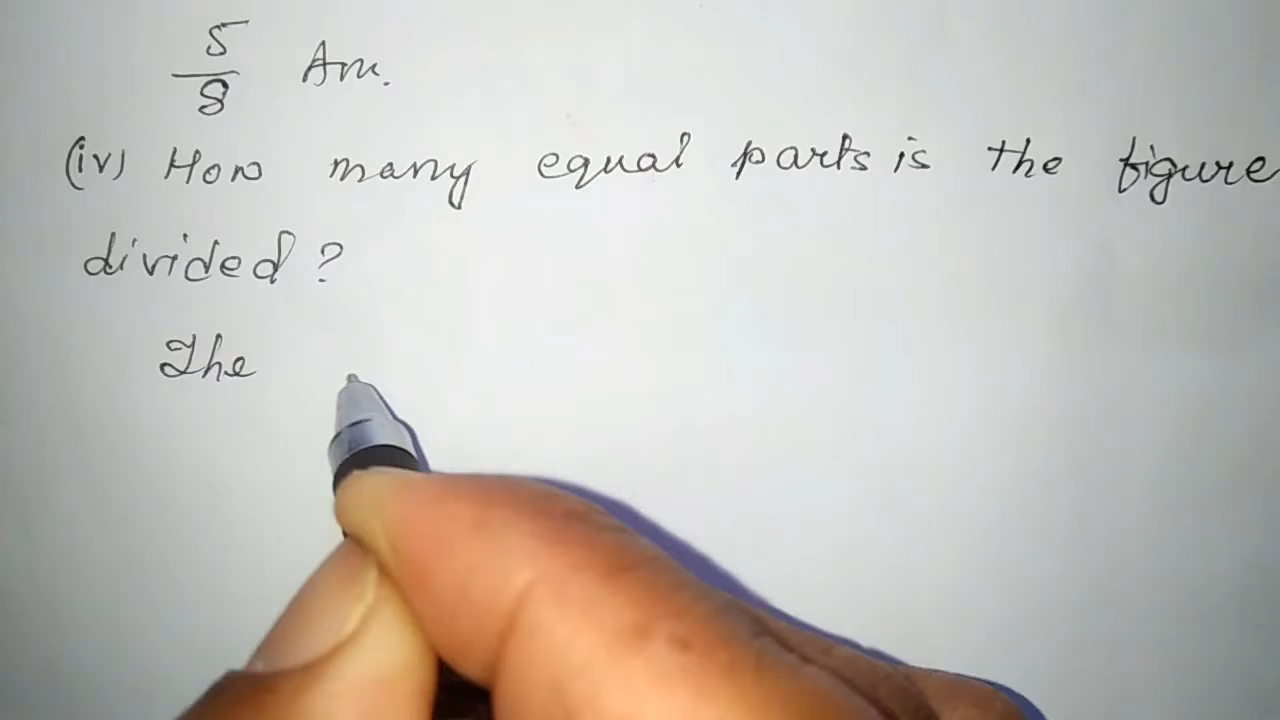 5
8 Ans.
(iv) How many equal parts is the figure
divided?
The